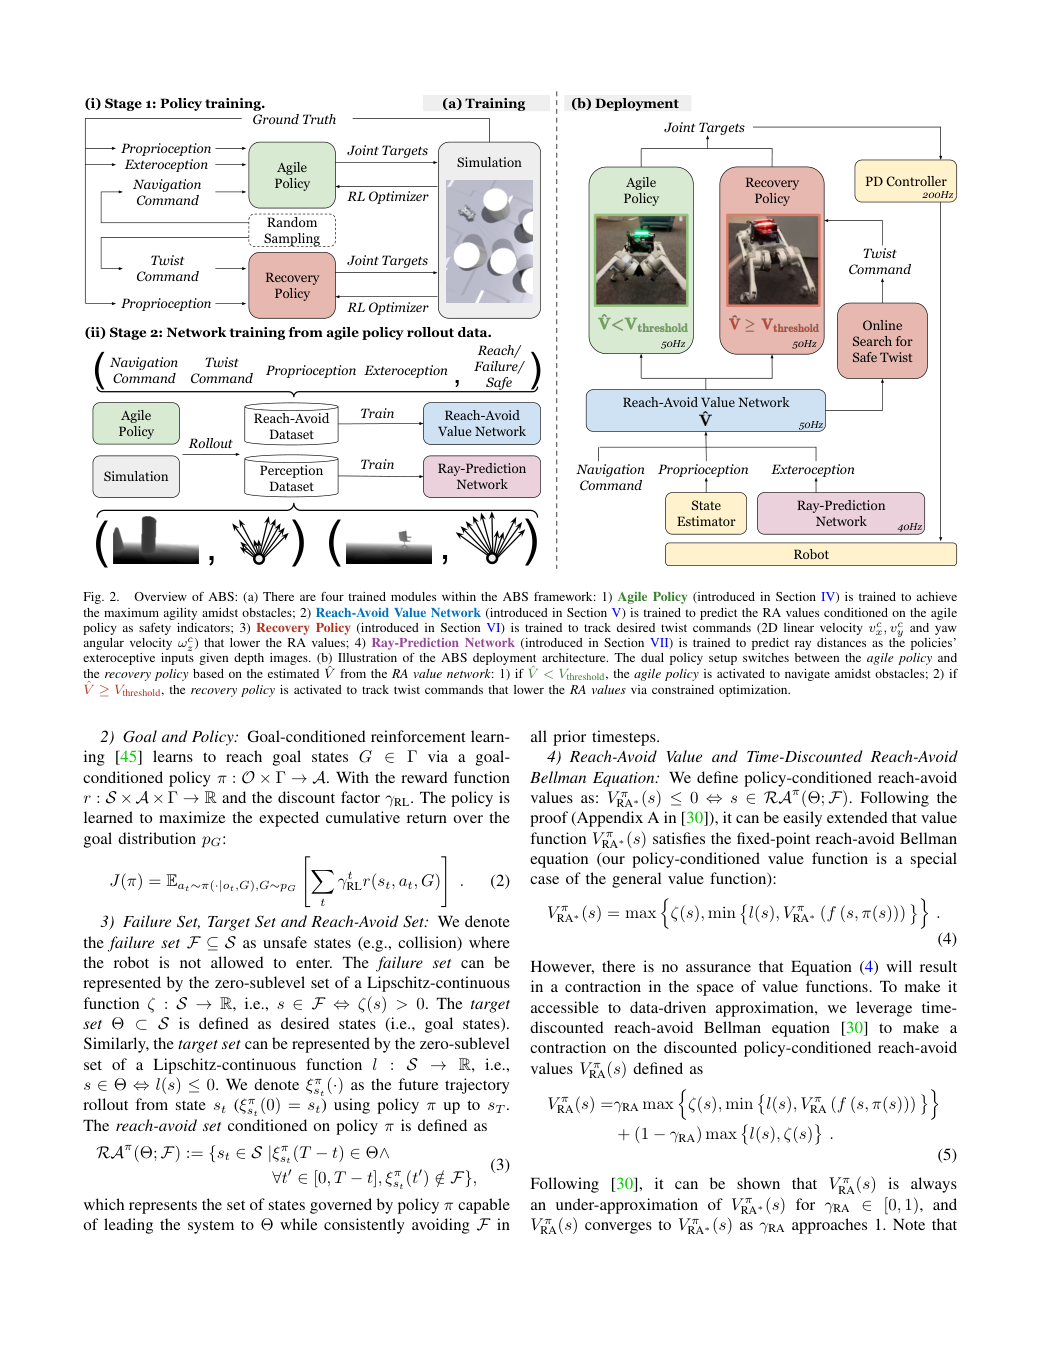 (i) Stage 1: Policy training.
(a) Training
Ground Truth
Proprioception
Exteroception
Navigation
Command
Agile
Policy
Joint Targets
RL Optimizer
Simulation
Random
Sampling
Twist
Command
Proprioception
Recovery
Policy
Joint Targets
RL Optimizer
(ii) Stage 2: Network training from agile policy rollout data.
( Navigation
Command
Twist
Command
Proprioception
Exteroception
,
Reach/
Failure/
Safe )
Agile
Policy
Simulation
Rollout
Reach-Avoid
Dataset
Perception
Dataset
Train
Train
Reach-Avoid
Value Network
Ray-Prediction
Network
( , ) ( , )
(b) Deployment
Joint Targets
Agile
Policy
V̂<Vthreshold
50Hz
Recovery
Policy
V̂ ≥ Vthreshold
50Hz
PD Controller
200Hz
Twist
Command
Online
Search for
Safe Twist
Reach-Avoid Value Network
V̂
50Hz
Navigation
Command
Proprioception
Exteroception
State
Estimator
Ray-Prediction
Network
40Hz
Robot
Fig. 2. Overview of ABS: (a) There are four trained modules within the ABS framework: 1) Agile Policy (introduced in Section IV) is trained to achieve
the maximum agility amidst obstacles; 2) Reach-Avoid Value Network (introduced in Section V) is trained to predict the RA values conditioned on the agile
policy as safety indicators; 3) Recovery Policy (introduced in Section VI) is trained to track desired twist commands (2D linear velocity v_x^c, v_y^c and yaw
angular velocity ω_z^c) that lower the RA values; 4) Ray-Prediction Network (introduced in Section VII) is trained to predict ray distances as the policies'
exteroceptive inputs given depth images. (b) Illustration of the ABS deployment architecture. The dual policy setup switches between the agile policy and
the recovery policy based on the estimated V̂ from the RA value network: 1) if V̂ < Vthreshold, the agile policy is activated to navigate amidst obstacles; 2) if
V̂ ≥ Vthreshold, the recovery policy is activated to track twist commands that lower the RA values via constrained optimization.
2) Goal and Policy: Goal-conditioned reinforcement learn-
ing [45] learns to reach goal states G ∈ Γ via a goal-
conditioned policy π : O × Γ → A. With the reward function
r : S × A × Γ → ℝ and the discount factor γ_RL. The policy is
learned to maximize the expected cumulative return over the
goal distribution p_G:
J(π) = 𝔼_{a_t∼π(·|o_t,G),G∼p_G} [ ∑_t γ_RL^t r(s_t, a_t, G) ] . (2)
3) Failure Set, Target Set and Reach-Avoid Set: We denote
the failure set F ⊆ S as unsafe states (e.g., collision) where
the robot is not allowed to enter. The failure set can be
represented by the zero-sublevel set of a Lipschitz-continuous
function ζ : S → ℝ, i.e., s ∈ F ⇔ ζ(s) > 0. The target
set Θ ⊂ S is defined as desired states (i.e., goal states).
Similarly, the target set can be represented by the zero-sublevel
set of a Lipschitz-continuous function l : S → ℝ, i.e.,
s ∈ Θ ⇔ l(s) ≤ 0. We denote ξ_{s_t}^π(·) as the future trajectory
rollout from state s_t (ξ_{s_t}^π(0) = s_t) using policy π up to s_T.
The reach-avoid set conditioned on policy π is defined as
RA^π(Θ; F) := {s_t ∈ S |ξ_{s_t}^π(T − t) ∈ Θ∧
∀t′ ∈ [0, T − t], ξ_{s_t}^π(t′) ∉ F}, (3)
which represents the set of states governed by policy π capable
of leading the system to Θ while consistently avoiding F in
all prior timesteps.
4) Reach-Avoid Value and Time-Discounted Reach-Avoid
Bellman Equation: We define policy-conditioned reach-avoid
values as: V_{RA*}^π(s) ≤ 0 ⇔ s ∈ RA^π(Θ; F). Following the
proof (Appendix A in [30]), it can be easily extended that value
function V_{RA*}^π(s) satisfies the fixed-point reach-avoid Bellman
equation (our policy-conditioned value function is a special
case of the general value function):
V_{RA*}^π(s) = max { ζ(s), min { l(s), V_{RA*}^π (f (s, π(s))) } } .
(4)
However, there is no assurance that Equation (4) will result
in a contraction in the space of value functions. To make it
accessible to data-driven approximation, we leverage time-
discounted reach-avoid Bellman equation [30] to make a
contraction on the discounted policy-conditioned reach-avoid
values V_{RA}^π(s) defined as
V_{RA}^π(s) =γ_RA max { ζ(s), min { l(s), V_{RA}^π (f (s, π(s))) } }
+ (1 − γ_RA) max { l(s), ζ(s) } .
(5)
Following [30], it can be shown that V_{RA}^π(s) is always
an under-approximation of V_{RA*}^π(s) for γ_RA ∈ [0, 1), and
V_{RA}^π(s) converges to V_{RA*}^π(s) as γ_RA approaches 1. Note that